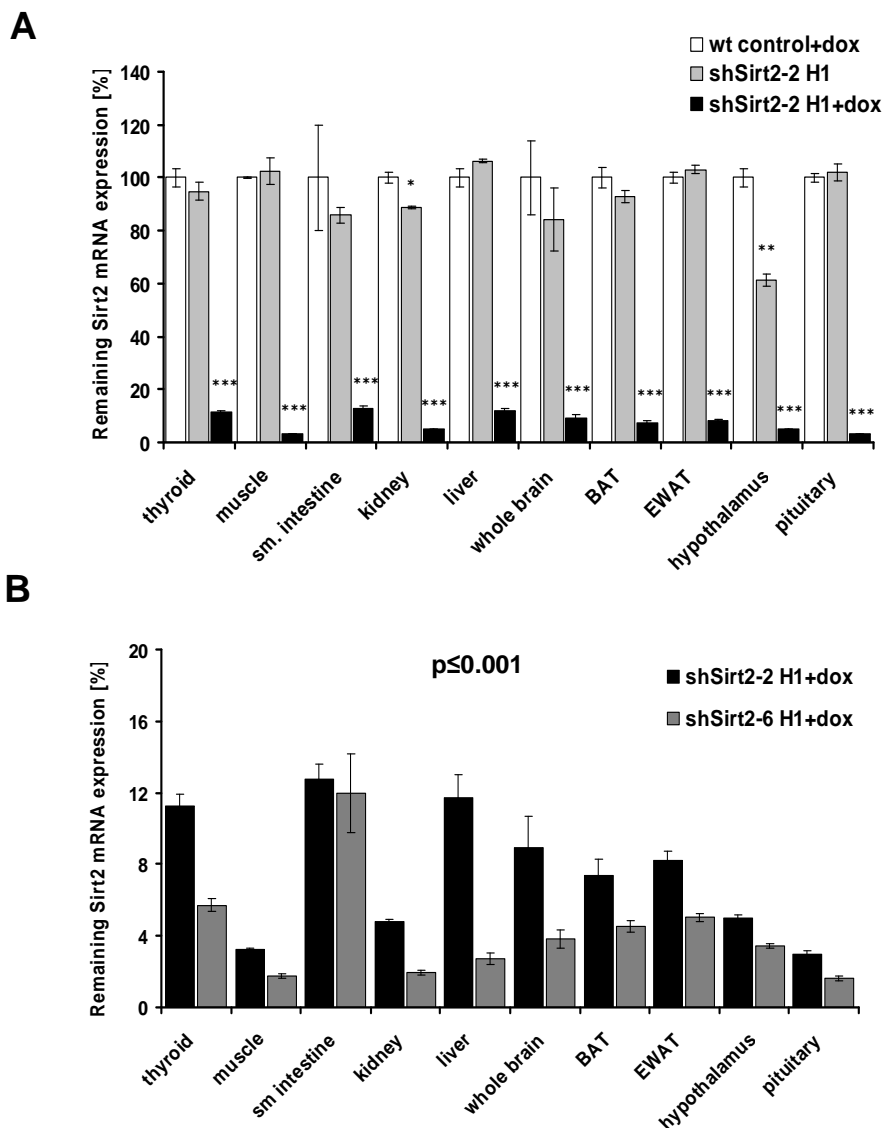 A
wt control+dox
shSirt2-2 H1
shSirt2-2 H1+dox
Remaining Sirt2 mRNA expression [%]
140
120
100
80
60
40
20
0
*
**
***
***
***
***
***
***
***
***
***
***
thyroid
muscle
sm. intestine
kidney
liver
whole brain
BAT
EWAT
hypothalamus
pituitary
B
p≤0.001
shSirt2-2 H1+dox
shSirt2-6 H1+dox
Remaining Sirt2 mRNA expression [%]
20
16
12
8
4
0
thyroid
muscle
sm intestine
kidney
liver
whole brain
BAT
EWAT
hypothalamus
pituitary